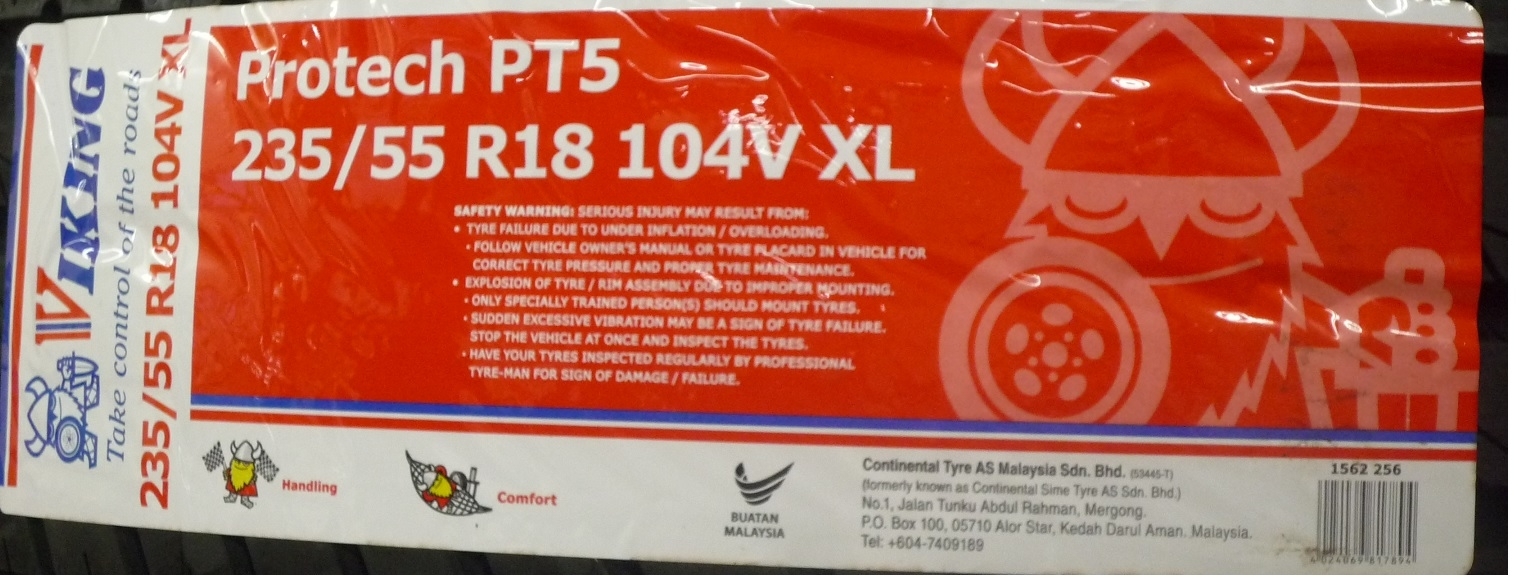 VIKING
Take control of the roads
235/55 R18 104V XL
Protech PT5
235/55 R18 104V XL
SAFETY WARNING: SERIOUS INJURY MAY RESULT FROM:
• TYRE FAILURE DUE TO UNDER INFLATION / OVERLOADING.
• FOLLOW VEHICLE OWNER'S MANUAL OR TYRE PLACARD IN VEHICLE FOR
CORRECT TYRE PRESSURE AND PROPER TYRE MAINTENANCE.
• EXPLOSION OF TYRE / RIM ASSEMBLY DUE TO IMPROPER MOUNTING.
• ONLY SPECIALLY TRAINED PERSON(S) SHOULD MOUNT TYRES.
• SUDDEN EXCESSIVE VIBRATION MAY BE A SIGN OF TYRE FAILURE.
STOP THE VEHICLE AT ONCE AND INSPECT THE TYRES.
• HAVE YOUR TYRES INSPECTED REGULARLY BY PROFESSIONAL
TYRE-MAN FOR SIGN OF DAMAGE / FAILURE.
Handling
Comfort
BUATAN
MALAYSIA
Continental Tyre AS Malaysia Sdn. Bhd. (53445-T)
(formerly known as Continental Sime Tyre AS Sdn. Bhd.)
No.1, Jalan Tunku Abdul Rahman, Mergong.
P.O. Box 100, 05710 Alor Star, Kedah Darul Aman. Malaysia.
Tel: +604-7409189
1562 256
4 024069 817894